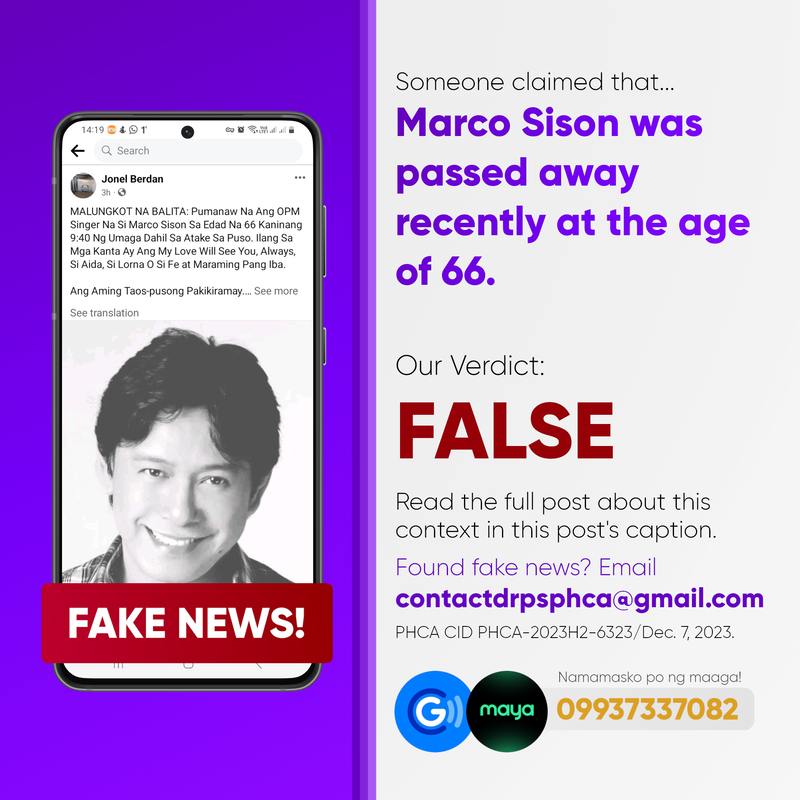 14:19
Search
Jonel Berdan
3h
MALUNGKOT NA BALITA: Pumanaw Na Ang OPM
Singer Na Si Marco Sison Sa Edad Na 66 Kaninang
9:40 Ng Umaga Dahil Sa Atake Sa Puso. Ilang Sa
Mga Kanta Ay Ang My Love Will See You, Always,
Si Aida, Si Lorna O Si Fe at Maraming Pang Iba.
Ang Aming Taos-pusong Pakikiramay.... See more
See translation
FAKE NEWS!
Someone claimed that...
Marco Sison was
passed away
recently at the age
of 66.
Our Verdict:
FALSE
Read the full post about this
context in this post's caption.
Found fake news? Email
contactdrpsphca@gmail.com
PHCA CID PHCA-2023H2-6323/Dec. 7, 2023.
Namamasko po ng maaga!
G maya 09937337082